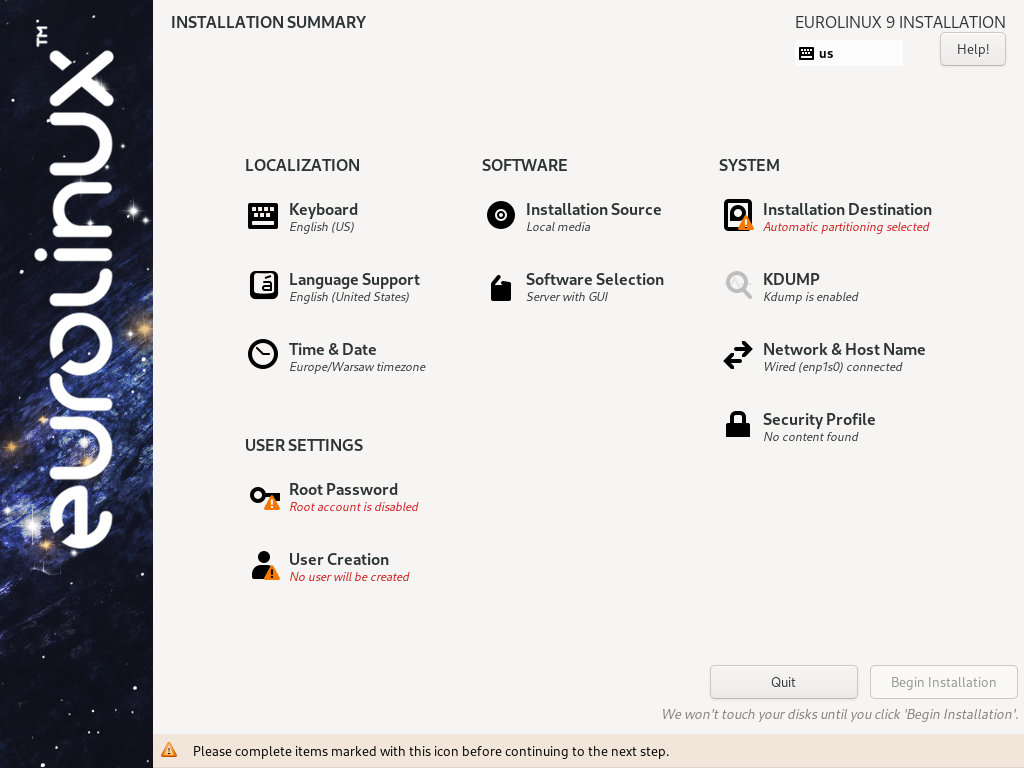 eurolinux™
INSTALLATION SUMMARY
EUROLINUX 9 INSTALLATION
us
Help!
LOCALIZATION
Keyboard
English (US)
Language Support
English (United States)
Time & Date
Europe/Warsaw timezone
SOFTWARE
Installation Source
Local media
Software Selection
Server with GUI
SYSTEM
Installation Destination
Automatic partitioning selected
KDUMP
Kdump is enabled
Network & Host Name
Wired (enp1s0) connected
Security Profile
No content found
USER SETTINGS
Root Password
Root account is disabled
User Creation
No user will be created
Quit
Begin Installation
We won't touch your disks until you click 'Begin Installation'.
Please complete items marked with this icon before continuing to the next step.